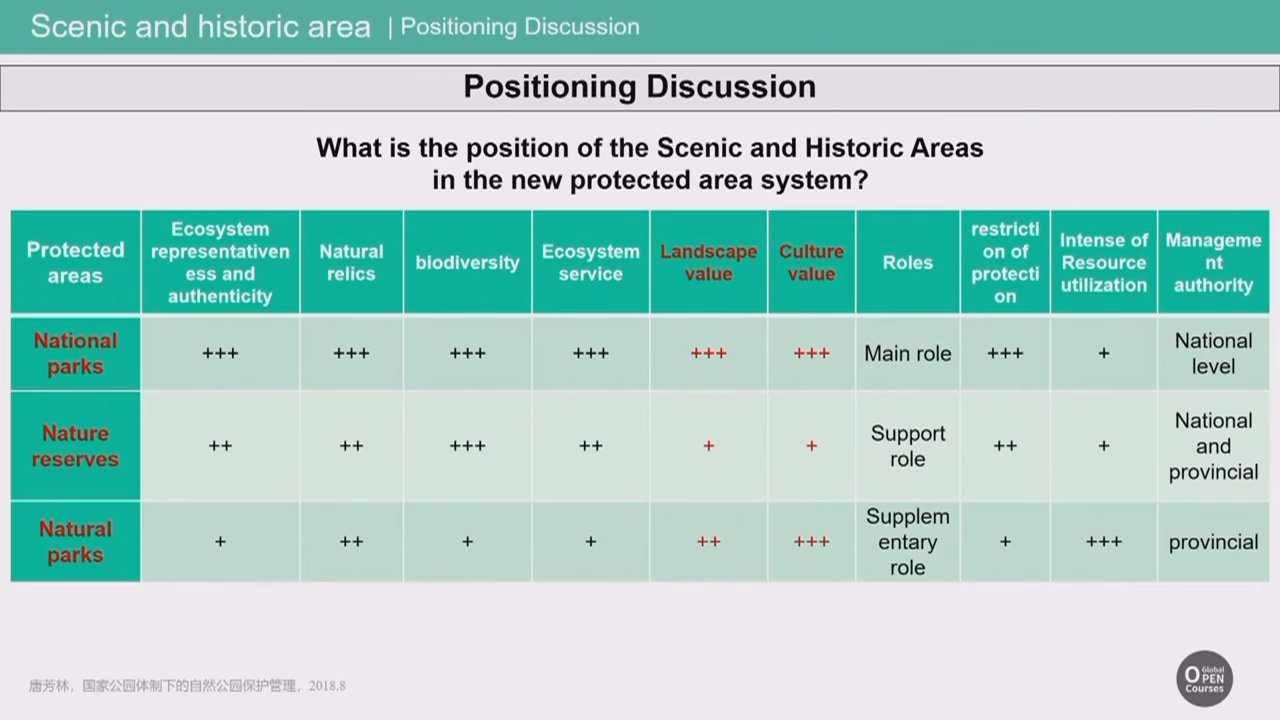 Scenic and historic area | Positioning Discussion
Positioning Discussion
What is the position of the Scenic and Historic Areas
in the new protected area system?
Protected
areas
Ecosystem
representativen
ess and
authenticity
Natural
relics
biodiversity
Ecosystem
service
Landscape
value
Culture
value
Roles
restricti
on of
protecti
on
Intense of
Resource
utilization
Manageme
nt
authority
National
parks
+++
+++
+++
+++
+++
+++
Main role
+++
+
National
level
Nature
reserves
++
++
+++
++
+
+
Support
role
++
+
National
and
provincial
Natural
parks
+
++
+
+
++
+++
Supplem
entary
role
+
+++
provincial
唐芳林，国家公园体制下的自然公园保护管理，2018.8
Global
OPEN
Courses